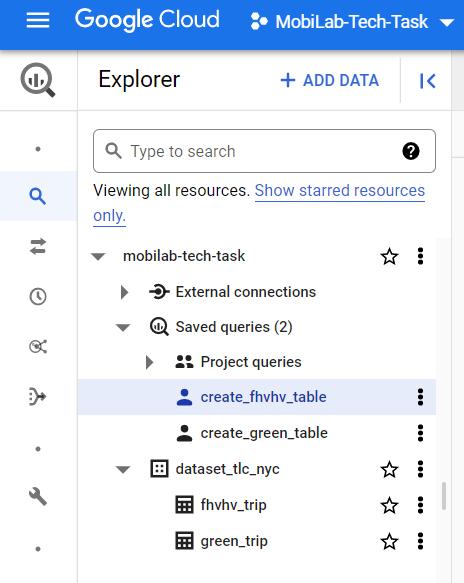 Google Cloud
MobiLab-Tech-Task
Explorer
+ ADD DATA
Type to search
Viewing all resources. Show starred resources
only.
mobilab-tech-task
External connections
Saved queries (2)
Project queries
create_fhvhv_table
create_green_table
dataset_tlc_nyc
fhvhv_trip
green_trip